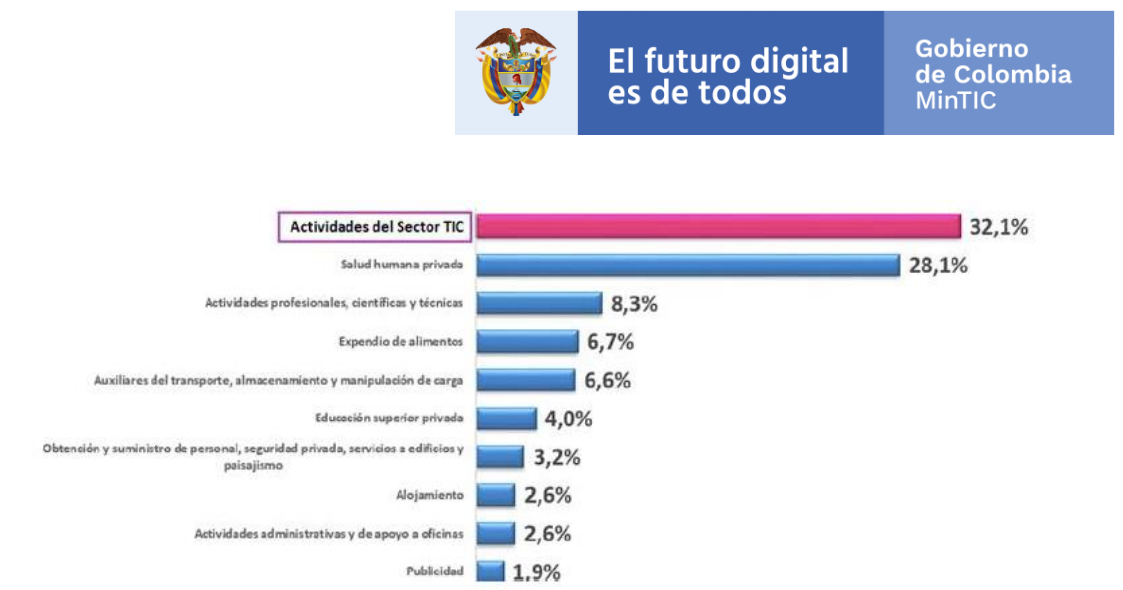 El futuro digital
es de todos
Gobierno
de Colombia
MinTIC
Actividades del Sector TIC 32,1%
Salud humana privada 28,1%
Actividades profesionales, científicas y técnicas 8,3%
Expendio de alimentos 6,7%
Auxiliares del transporte, almacenamiento y manipulación de carga 6,6%
Educación superior privada 4,0%
Obtención y suministro de personal, seguridad privada, servicios a edificios y
paisajismo 3,2%
Alojamiento 2,6%
Actividades administrativas y de apoyo a oficinas 2,6%
Publicidad 1,9%